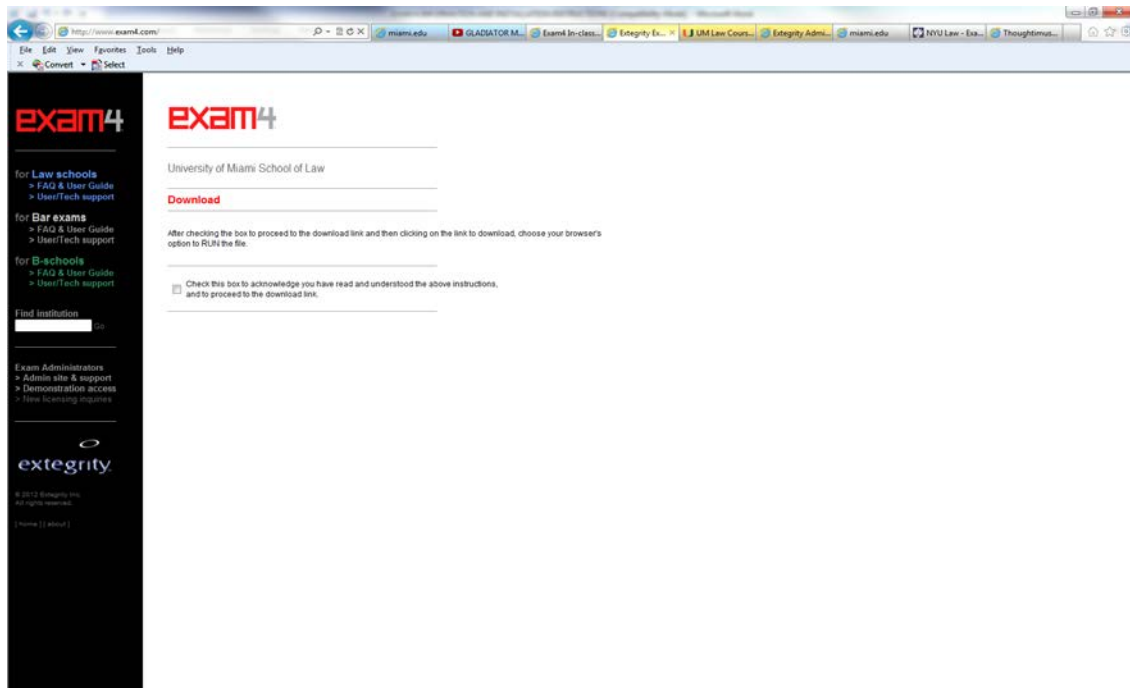 http://www.exam4.com/
miami.edu
GLADIATOR M...
Exam4 In-class...
Extegrity Ex...
UM Law Cours...
Extegrity Admi...
miami.edu
NYU Law - Exa...
Thoughtimus...
File Edit View Favorites Tools Help
Convert Select
exam4
for Law schools
> FAQ & User Guide
> User/Tech support
for Bar exams
> FAQ & User Guide
> User/Tech support
for B-schools
> FAQ & User Guide
> User/Tech support
Find institution
Go
Exam Administrators
> Admin site & support
> Demonstration access
> New licensing inquiries
extegrity
© 2012 Extegrity Inc.
All rights reserved.
[ home ] [ about ]
exam4
University of Miami School of Law
Download
After checking the box to proceed to the download link and then clicking on the link to download, choose your browser's
option to RUN the file.
Check this box to acknowledge you have read and understood the above instructions,
and to proceed to the download link.